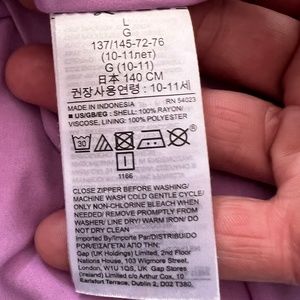 L
G
137/145-72-76
(10-11лет)
G (10-11)
日本 140 CM
권장사용연령 : 10-11세
MADE IN INDONESIA RN 54023
■ US/GB/EG : SHELL: 100% RAYON/
VISCOSE, LINING: 100% POLYESTER
30
I
1166
CLOSE ZIPPER BEFORE WASHING/
MACHINE WASH COLD GENTLE CYCLE/
ONLY NON-CHLORINE BLEACH WHEN
NEEDED/ REMOVE PROMPTLY FROM
WASHER/ LINE DRY/ WARM IRON/ DO
NOT DRY CLEAN
Imported By/Importe Par/DISTRIBUIDO
POR/ΕΙΣΑΓΕΤΑΙ ΑΠΟ ΤΗΝ:
Gap (UK Holdings) Limited, 2nd Floor
Nations House, 103 Wigmore Street,
London, W1U 1QS, UK Gap Stores
(Ireland) Limited c/o Arthur Cox, 10
Earlsfort Terrace, Dublin 2, D02 T380,